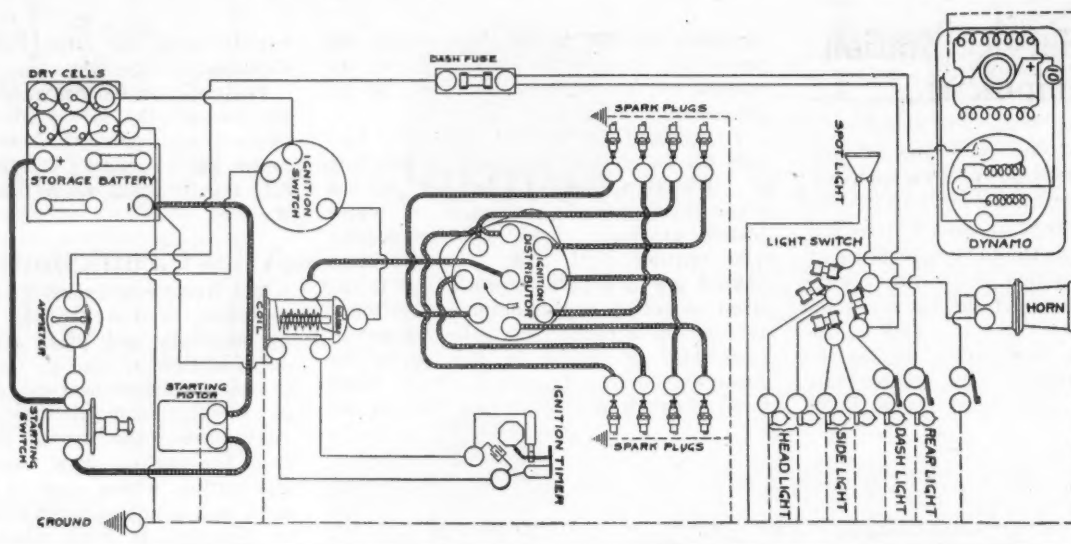 DASH FUSE
DRY CELLS
+
STORAGE BATTERY
-
IGNITION
SWITCH
SPARK PLUGS
SPOT LIGHT
+
DYNAMO
LIGHT SWITCH
HORN
AMMETER
COIL
IGNITION
DISTRIBUTOR
STARTING
SWITCH
STARTING
MOTOR
IGNITION TIMER
SPARK PLUGS
HEAD LIGHT
SIDE LIGHT
DASH LIGHT
REAR LIGHT
GROUND